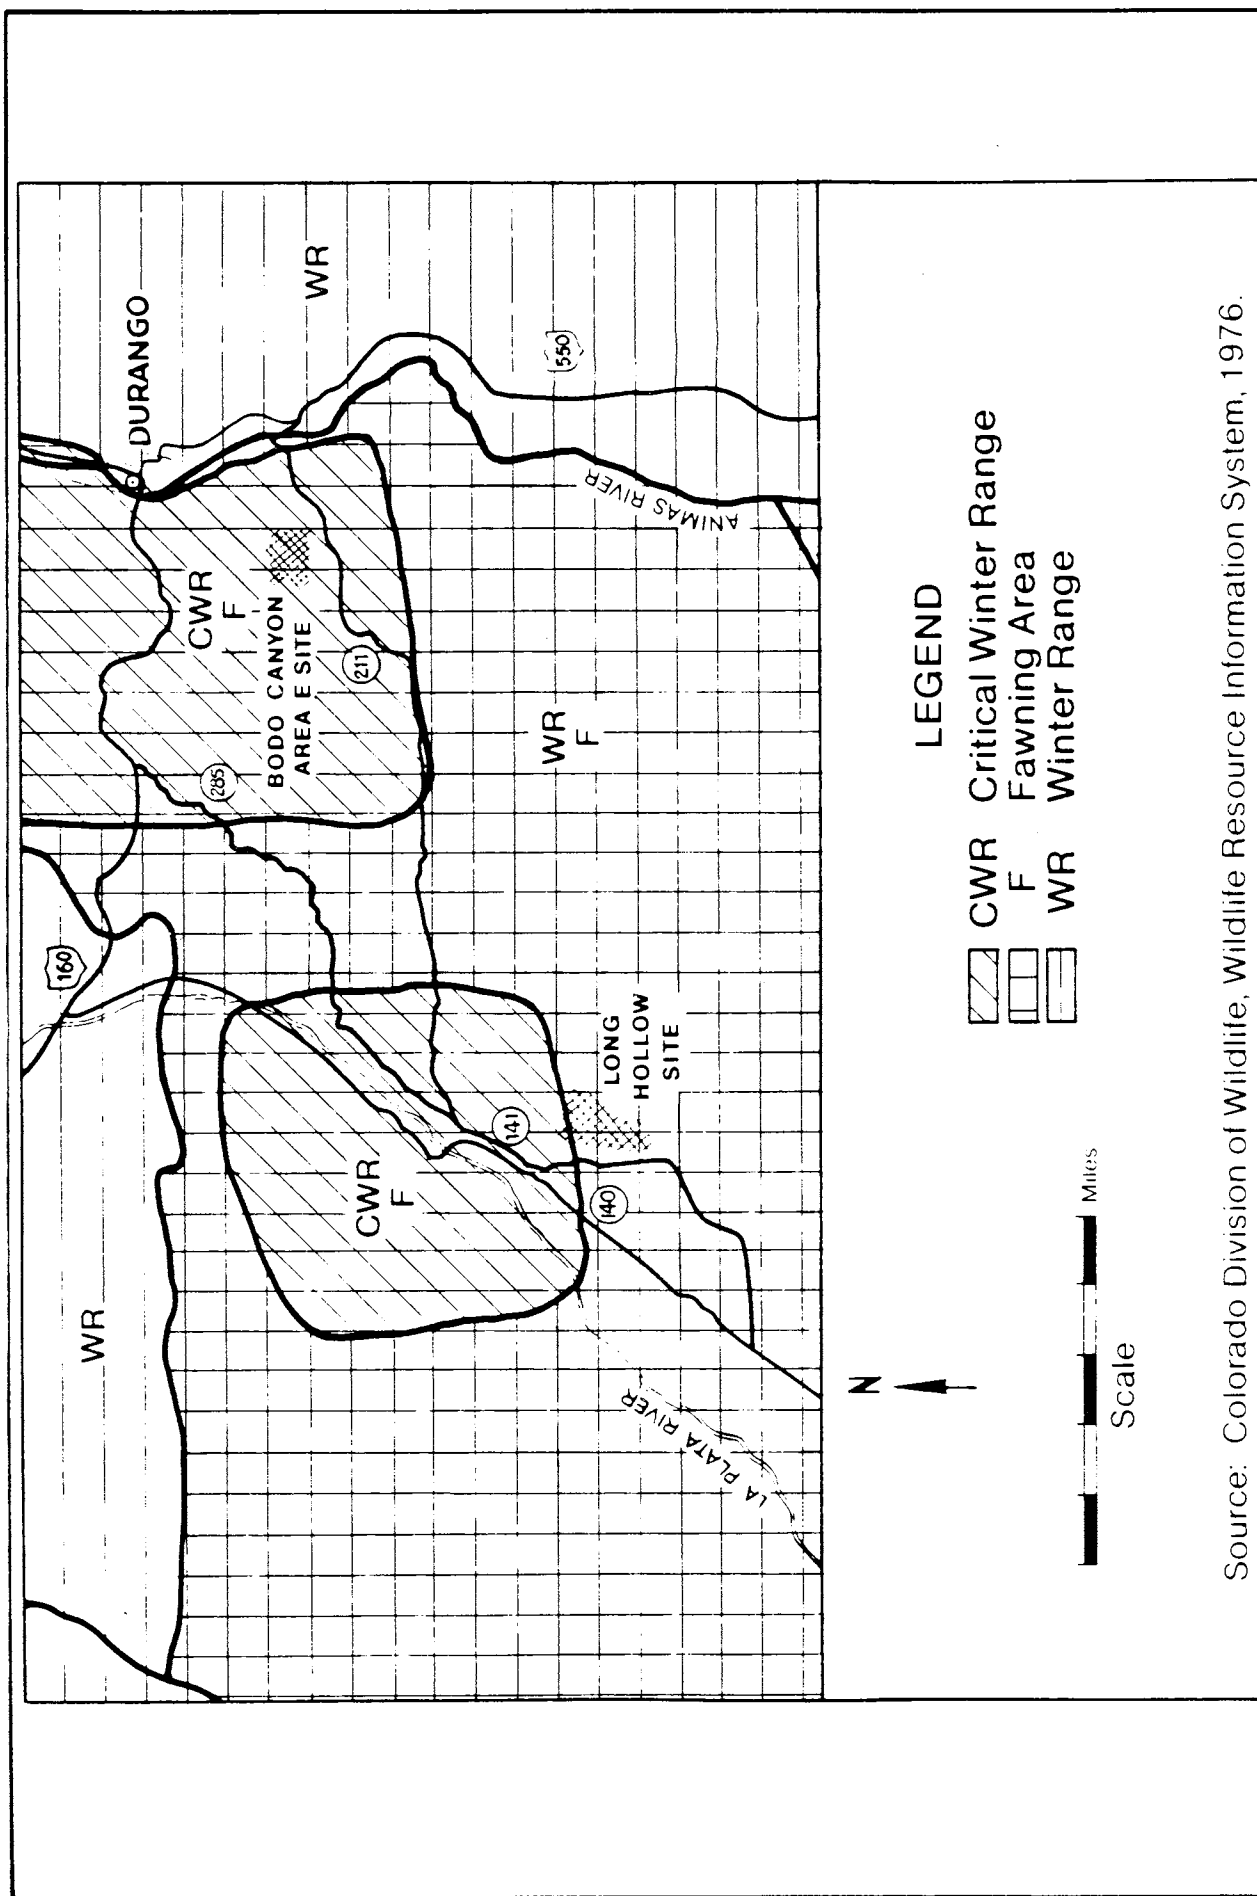 WR
160
DURANGO
WR
CWR
F
285
BODO CANYON
AREA E SITE
211
550
CWR
F
WR
F
ANIMAS RIVER
141
140
LONG
HOLLOW
SITE
LA PLATA RIVER
N
LEGEND
CWR Critical Winter Range
F Fawning Area
WR Winter Range
Miles
Scale
Source: Colorado Division of Wildlife, Wildlife Resource Information System, 1976.